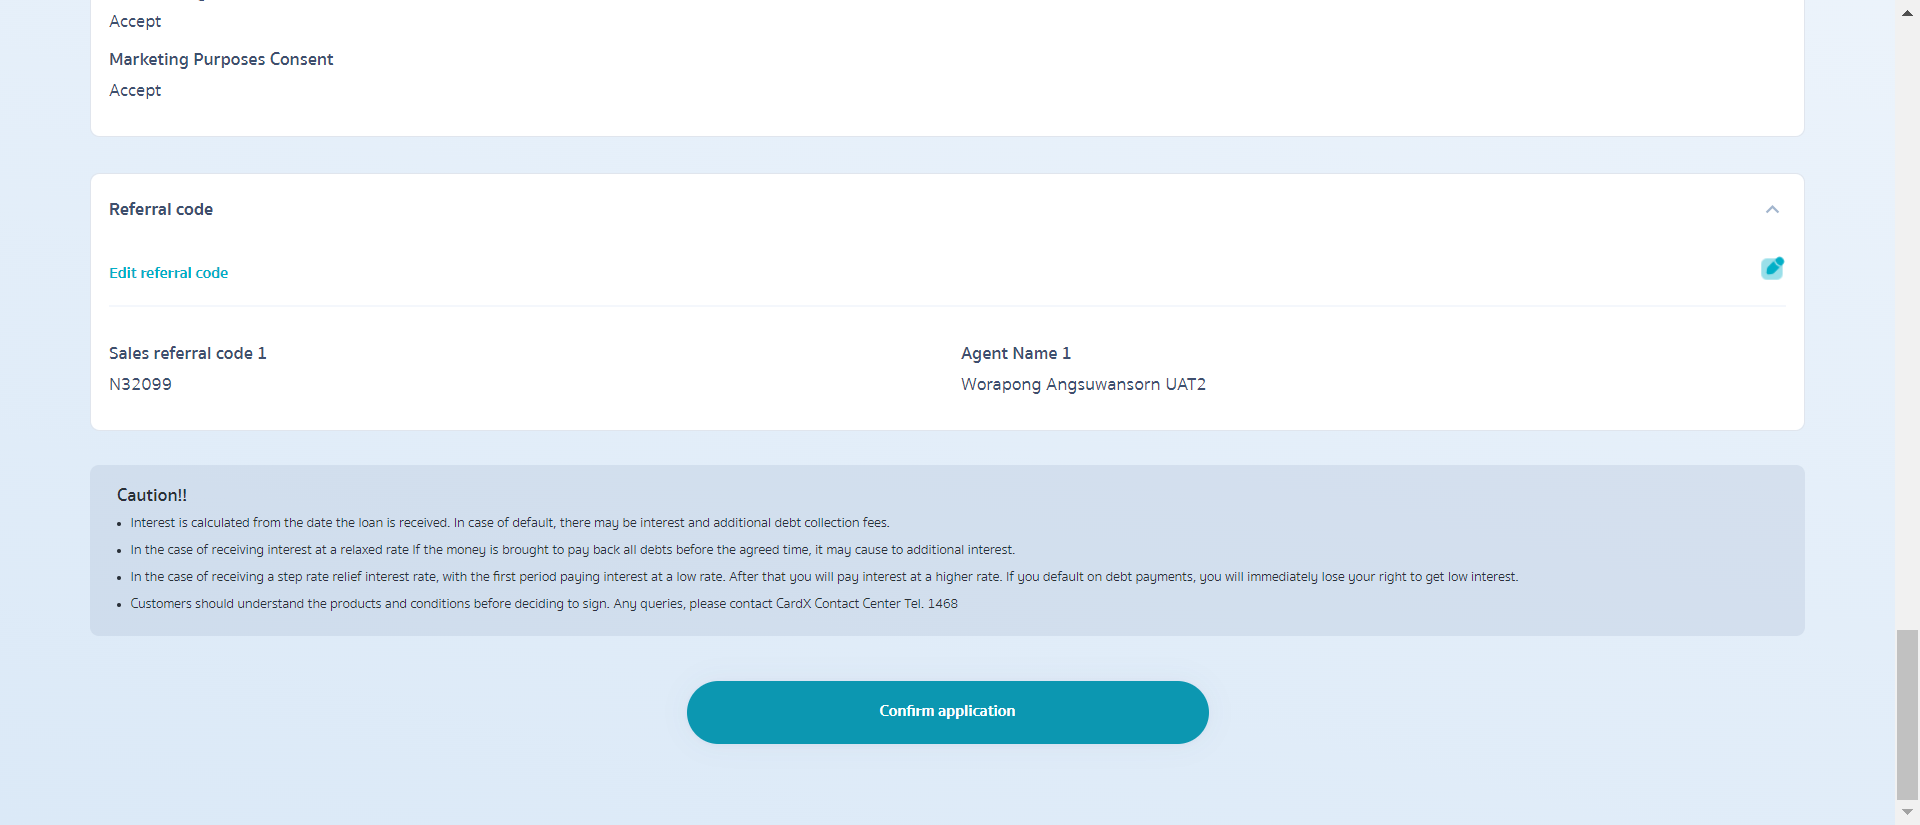 Accept
Marketing Purposes Consent
Accept
Referral code
Edit referral code
Sales referral code 1
Agent Name 1
N32099
Worapong Angsuwansorn UAT2
Caution!!
• Interest is calculated from the date the loan is received. In case of default, there may be interest and additional debt collection fees.
• In the case of receiving interest at a relaxed rate If the money is brought to pay back all debts before the agreed time, it may cause to additional interest.
• In the case of receiving a step rate relief interest rate, with the first period paying interest at a low rate. After that you will pay interest at a higher rate. If you default on debt payments, you will immediately lose your right to get low interest.
• Customers should understand the products and conditions before deciding to sign. Any queries, please contact CardX Contact Center Tel. 1468
Confirm application